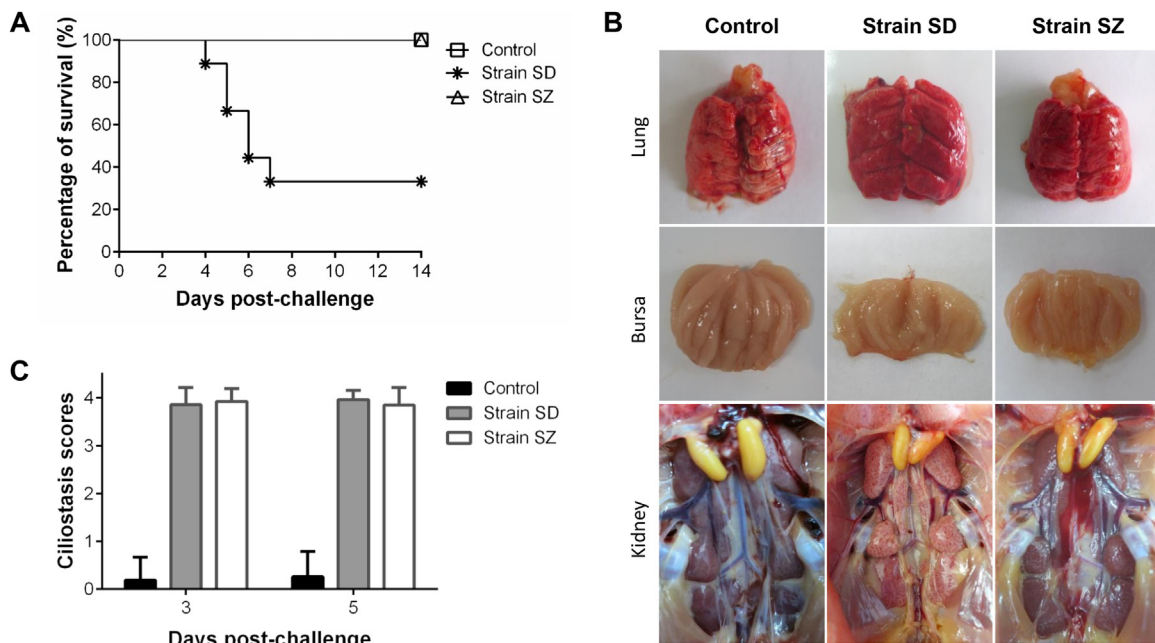 A
Percentage of survival (%)
100
80
60
40
20
0
0 2 4 6 8 10 12 14
Days post-challenge
Control
Strain SD
Strain SZ
B
Control Strain SD Strain SZ
Lung
Bursa
Kidney
C
Ciliostasis scores
4
3
2
1
0
3 5
Days post-challenge
Control
Strain SD
Strain SZ